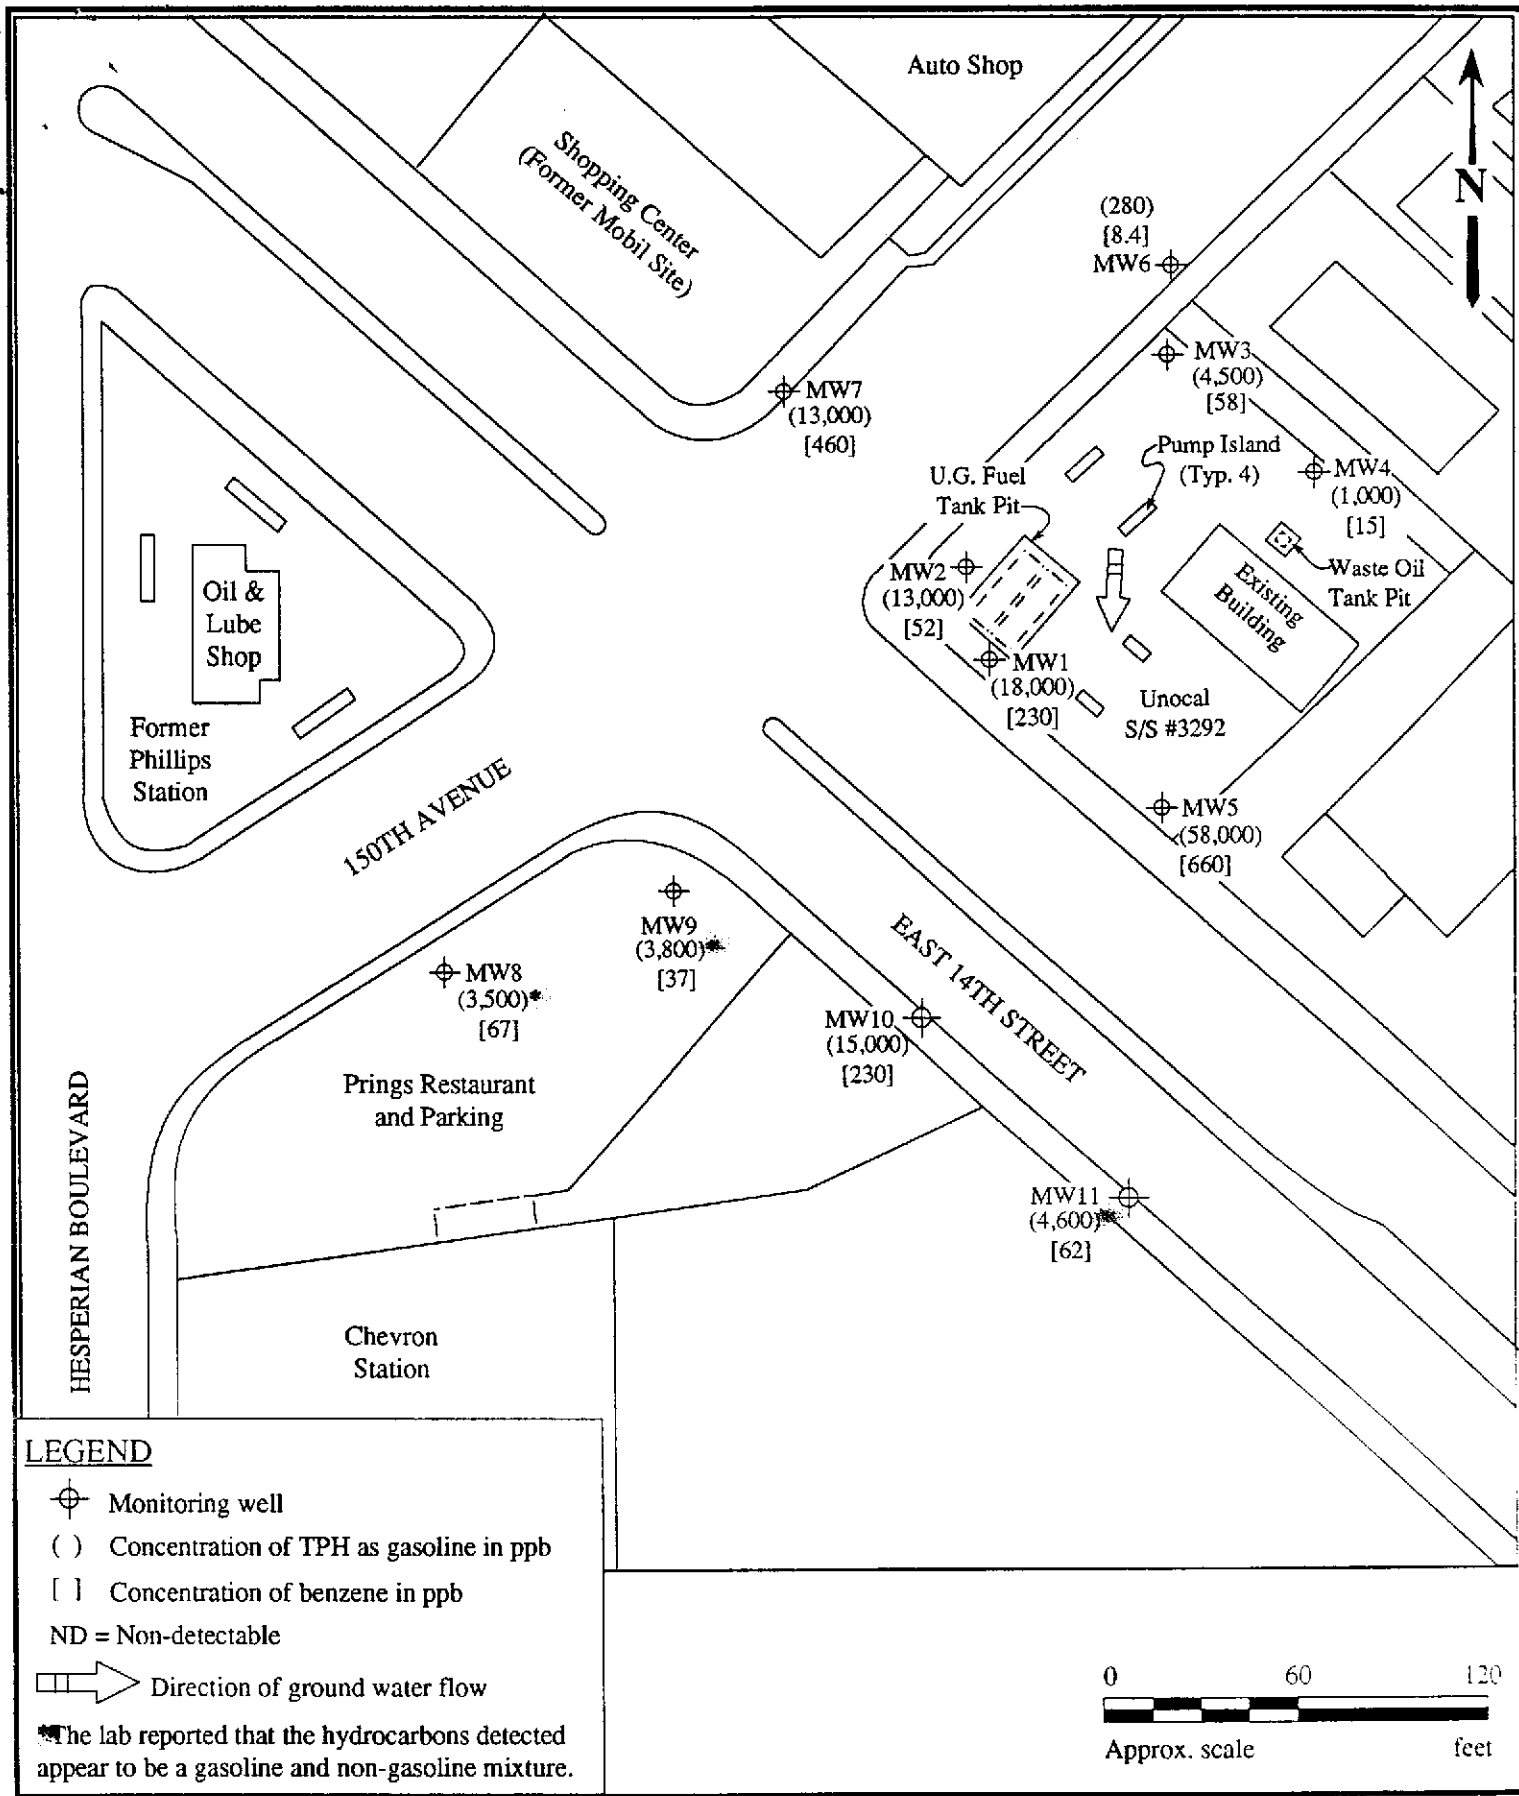 Auto Shop
Shopping Center
(Former Mobil Site)
N
(280)
[8.4]
MW6
MW3
(4,500)
[58]
MW7
(13,000)
[460]
Pump Island
(Typ. 4)
U.G. Fuel
Tank Pit
MW4
(1,000)
[15]
MW2
(13,000)
[52]
Waste Oil
Tank Pit
Existing
Building
Oil &
Lube
Shop
MW1
(18,000)
[230]
Unocal
S/S #3292
Former
Phillips
Station
150TH AVENUE
MW5
(58,000)
[660]
MW9
(3,800)*
[37]
MW8
(3,500)*
[67]
EAST 14TH STREET
MW10
(15,000)
[230]
Prings Restaurant
and Parking
HESPERIAN BOULEVARD
MW11
(4,600)*
[62]
Chevron
Station
LEGEND
Monitoring well
( ) Concentration of TPH as gasoline in ppb
[ ] Concentration of benzene in ppb
ND = Non-detectable
Direction of ground water flow
*The lab reported that the hydrocarbons detected
appear to be a gasoline and non-gasoline mixture.
0 60 120
Approx. scale feet